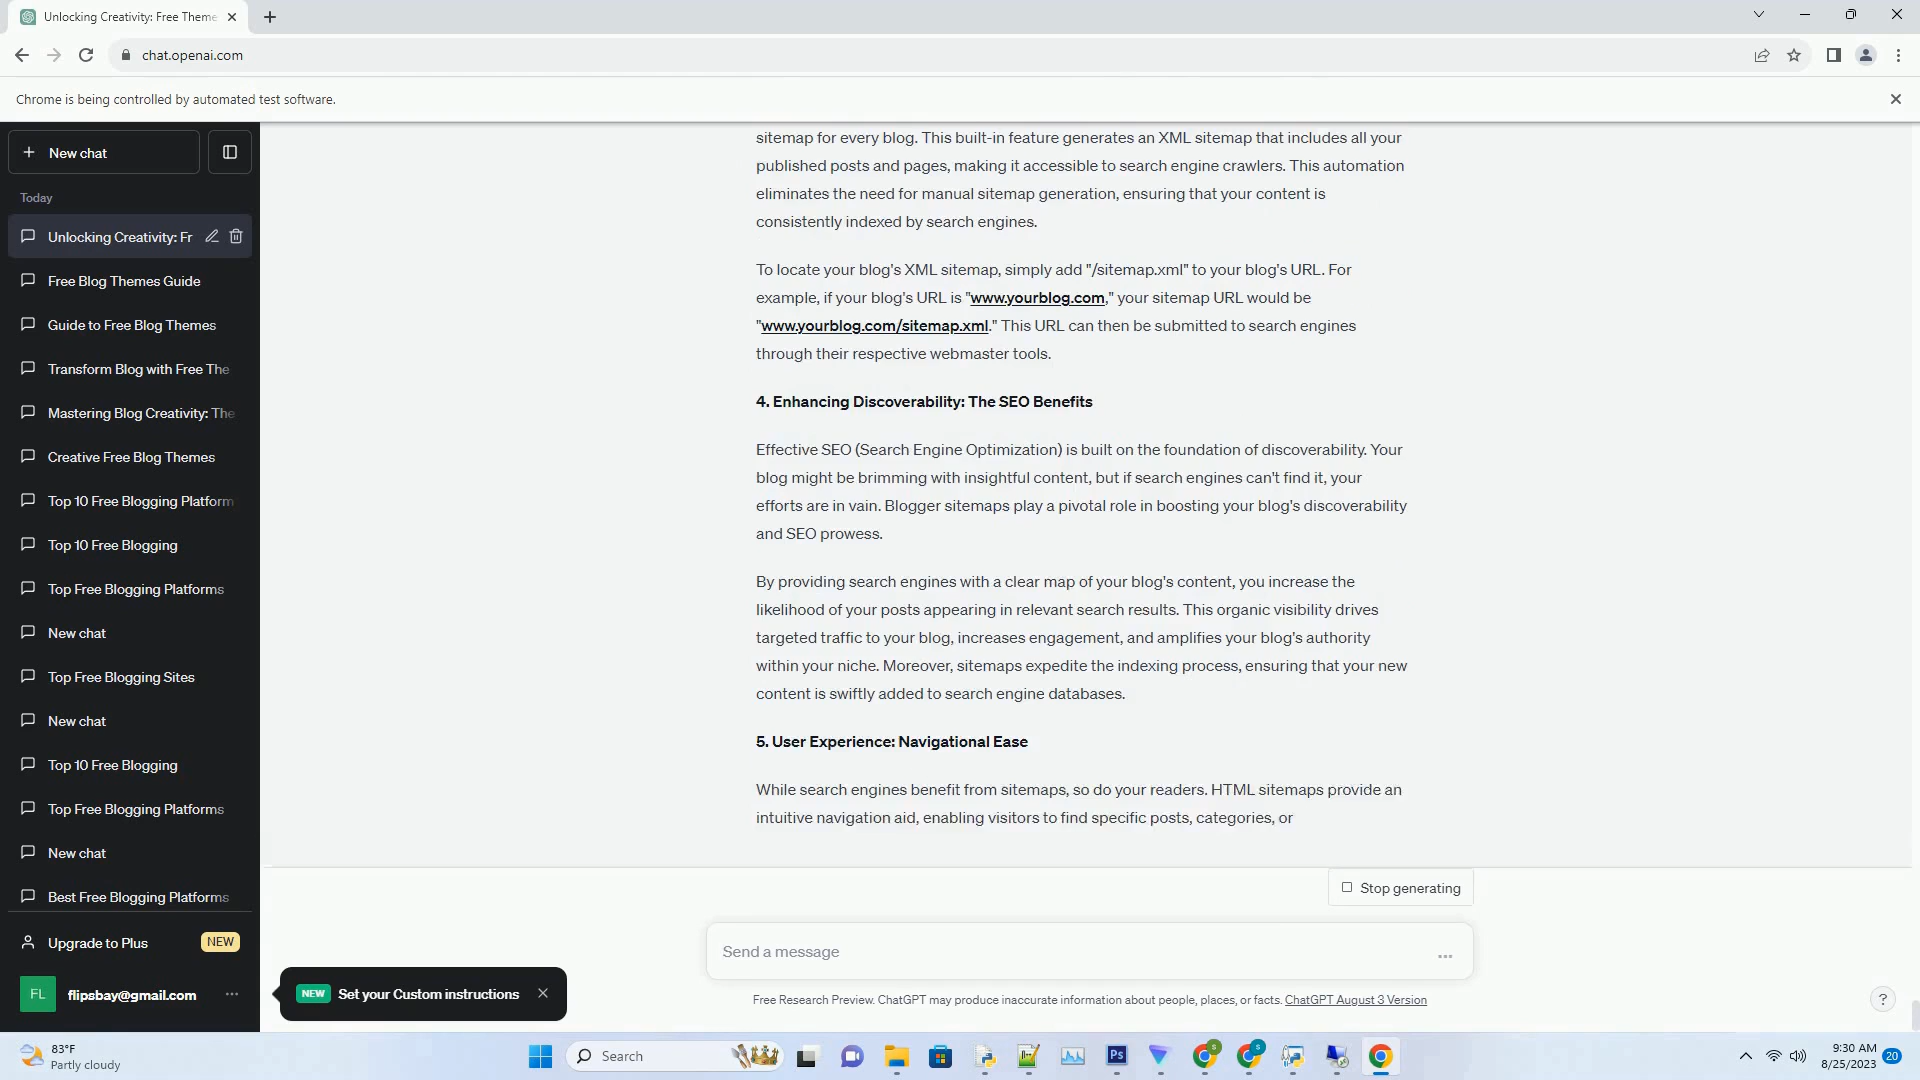 Unlocking Creativity: Free Theme
chat.openai.com
Chrome is being controlled by automated test software.
New chat
Today
Unlocking Creativity: Fr
Free Blog Themes Guide
Guide to Free Blog Themes
Transform Blog with Free The
Mastering Blog Creativity: The
Creative Free Blog Themes
Top 10 Free Blogging Platform
Top 10 Free Blogging
Top Free Blogging Platforms
New chat
Top Free Blogging Sites
New chat
Top 10 Free Blogging
Top Free Blogging Platforms
New chat
Best Free Blogging Platforms
Upgrade to Plus NEW
FL flipsbay@gmail.com
sitemap for every blog. This built-in feature generates an XML sitemap that includes all your
published posts and pages, making it accessible to search engine crawlers. This automation
eliminates the need for manual sitemap generation, ensuring that your content is
consistently indexed by search engines.
To locate your blog's XML sitemap, simply add "/sitemap.xml" to your blog's URL. For
example, if your blog's URL is "www.yourblog.com," your sitemap URL would be
"www.yourblog.com/sitemap.xml." This URL can then be submitted to search engines
through their respective webmaster tools.
4. Enhancing Discoverability: The SEO Benefits
Effective SEO (Search Engine Optimization) is built on the foundation of discoverability. Your
blog might be brimming with insightful content, but if search engines can't find it, your
efforts are in vain. Blogger sitemaps play a pivotal role in boosting your blog's discoverability
and SEO prowess.
By providing search engines with a clear map of your blog's content, you increase the
likelihood of your posts appearing in relevant search results. This organic visibility drives
targeted traffic to your blog, increases engagement, and amplifies your blog's authority
within your niche. Moreover, sitemaps expedite the indexing process, ensuring that your new
content is swiftly added to search engine databases.
5. User Experience: Navigational Ease
While search engines benefit from sitemaps, so do your readers. HTML sitemaps provide an
intuitive navigation aid, enabling visitors to find specific posts, categories, or
Stop generating
Send a message
NEW Set your Custom instructions
Free Research Preview. ChatGPT may produce inaccurate information about people, places, or facts. ChatGPT August 3 Version
?
83°F
Partly cloudy
Search
Ps
S
S
9:30 AM
8/25/2023
20